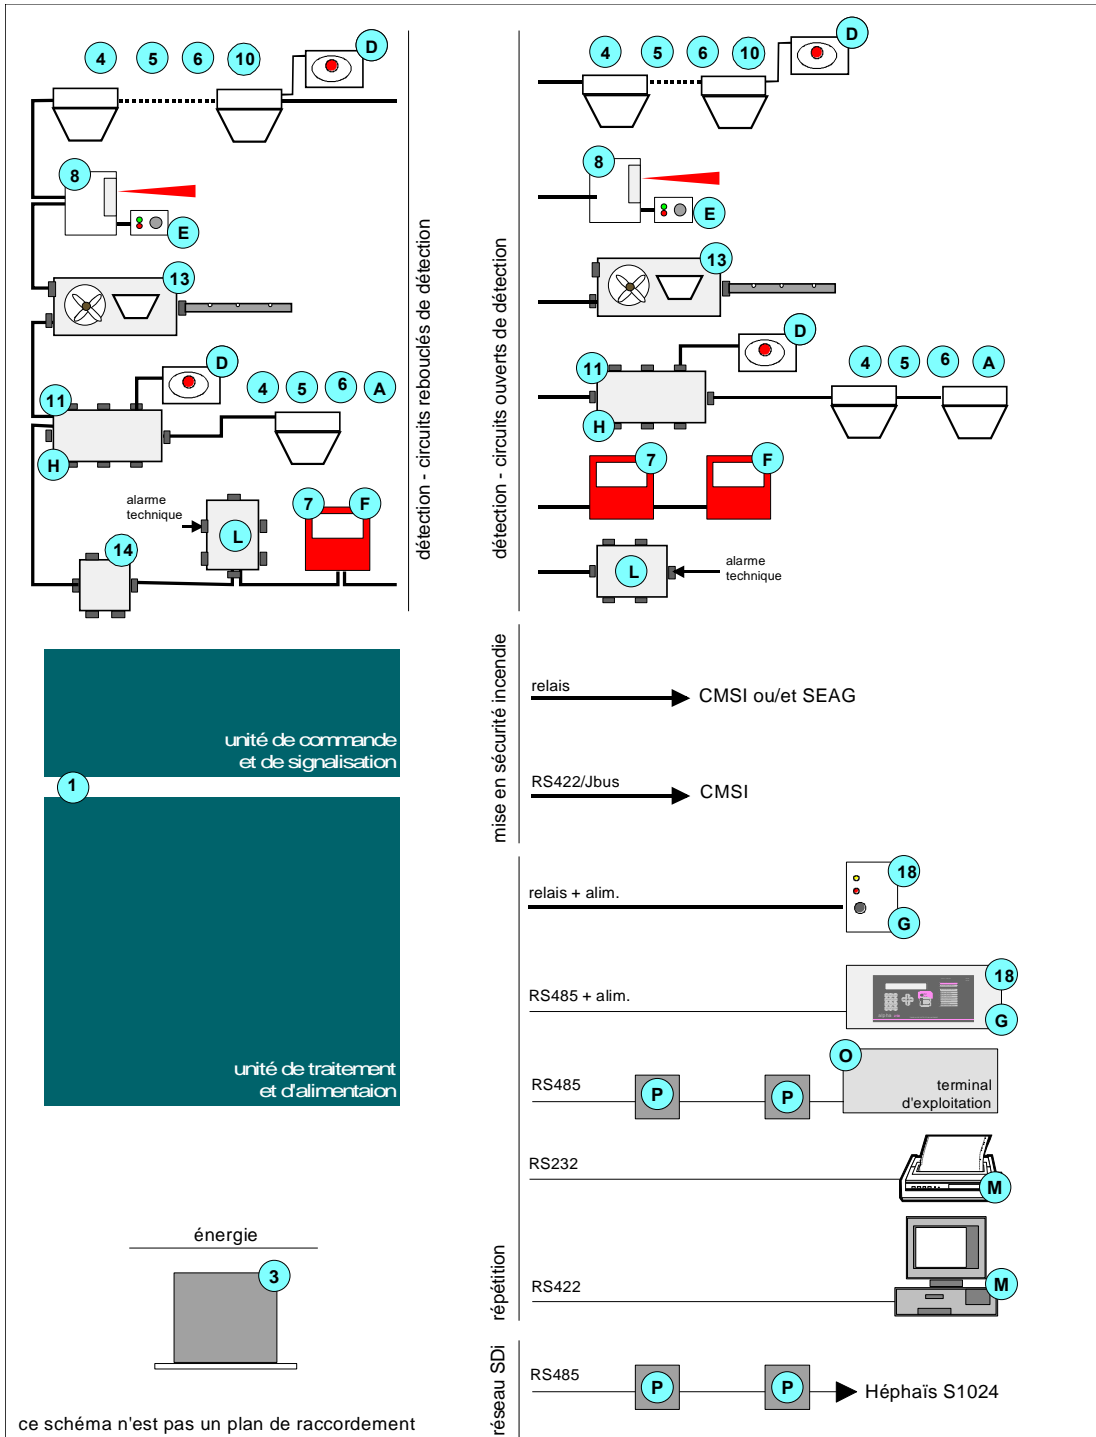 4 5 6 10 D
8
E
13
D
11
4 5 6 A
H
alarme
technique
L
7 F
14
détection - circuits rebouclés de détection
détection - circuits ouverts de détection
4 5 6 10 D
8
E
13
D
11
4 5 6 A
H
7 F
L
alarme
technique
unité de commande
et de signalisation
1
unité de traitement
et d'alimentaion
énergie
3
ce schéma n'est pas un plan de raccordement
mise en sécurité incendie
relais
CMSI ou/et SEAG
RS422/Jbus
CMSI
répétition
relais + alim.
18
G
RS485 + alim.
18
G
RS485
P P
O
terminal
d'exploitation
RS232
M
RS422
M
réseau SDi
RS485
P P
Héphaïs S1024